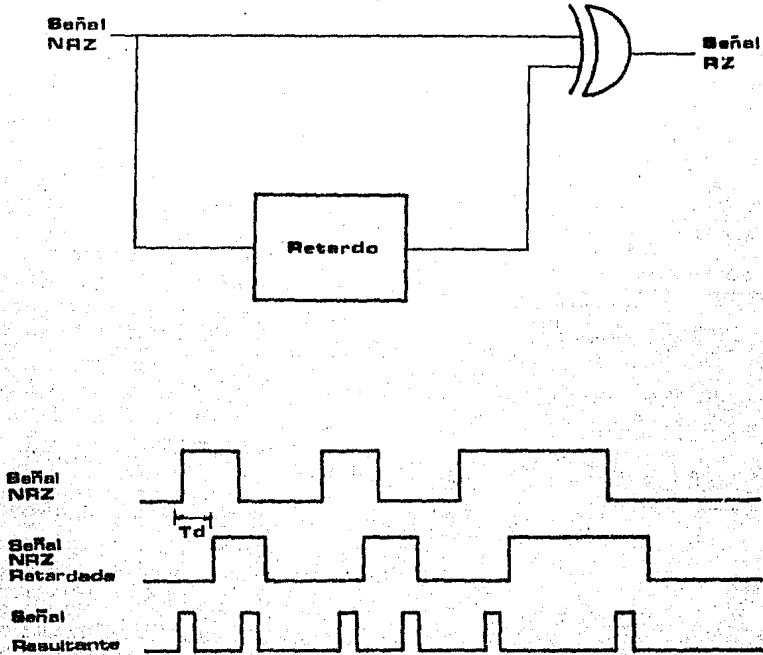 Señal
NRZ
Señal
RZ
Retardo
Señal
NRZ
Td
Señal
NRZ
Retardada
Señal
Resultante